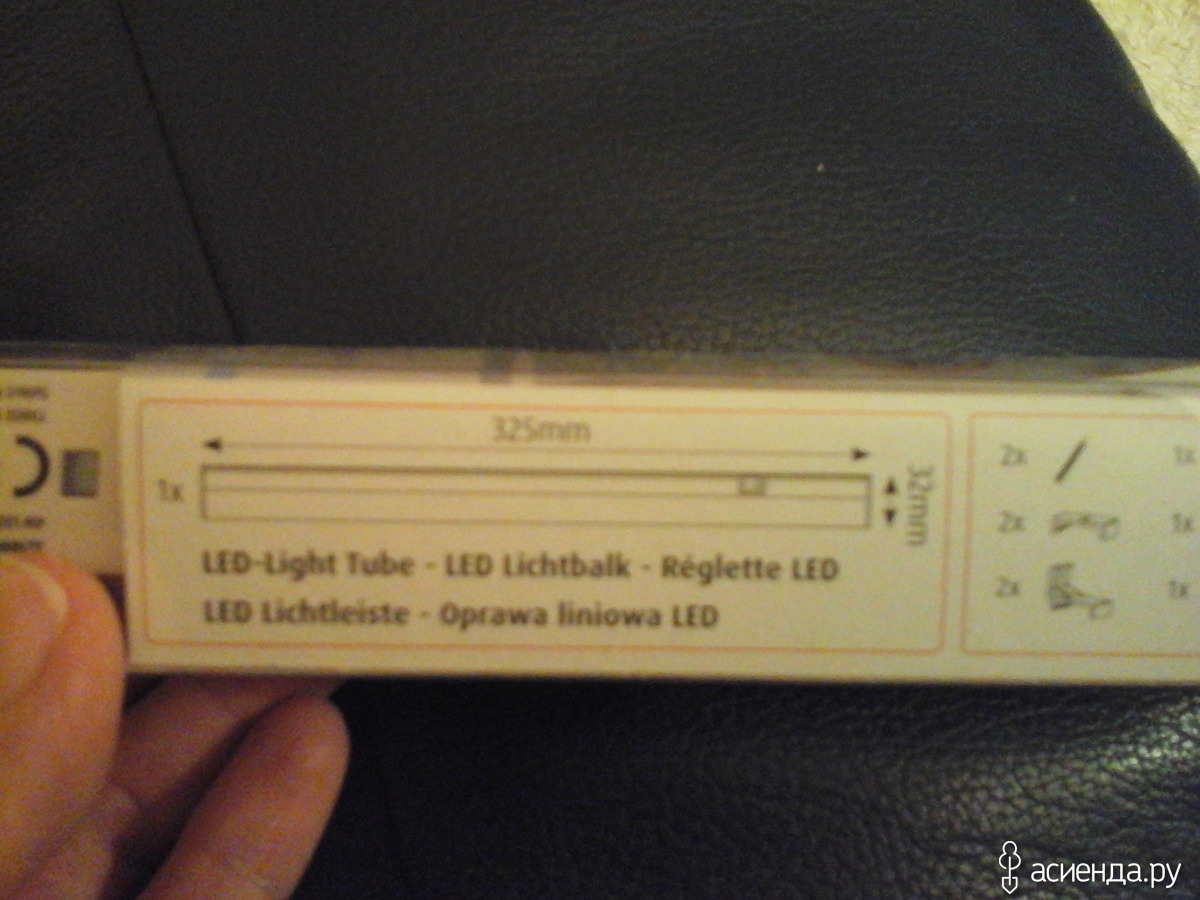 325mm
1x
32mm
LED-Light Tube - LED Lichtbalk - Réglette LED
LED Lichtleiste - Oprawa liniowa LED
2x
1x
2x
1x
2x
1x
асиенда.ру